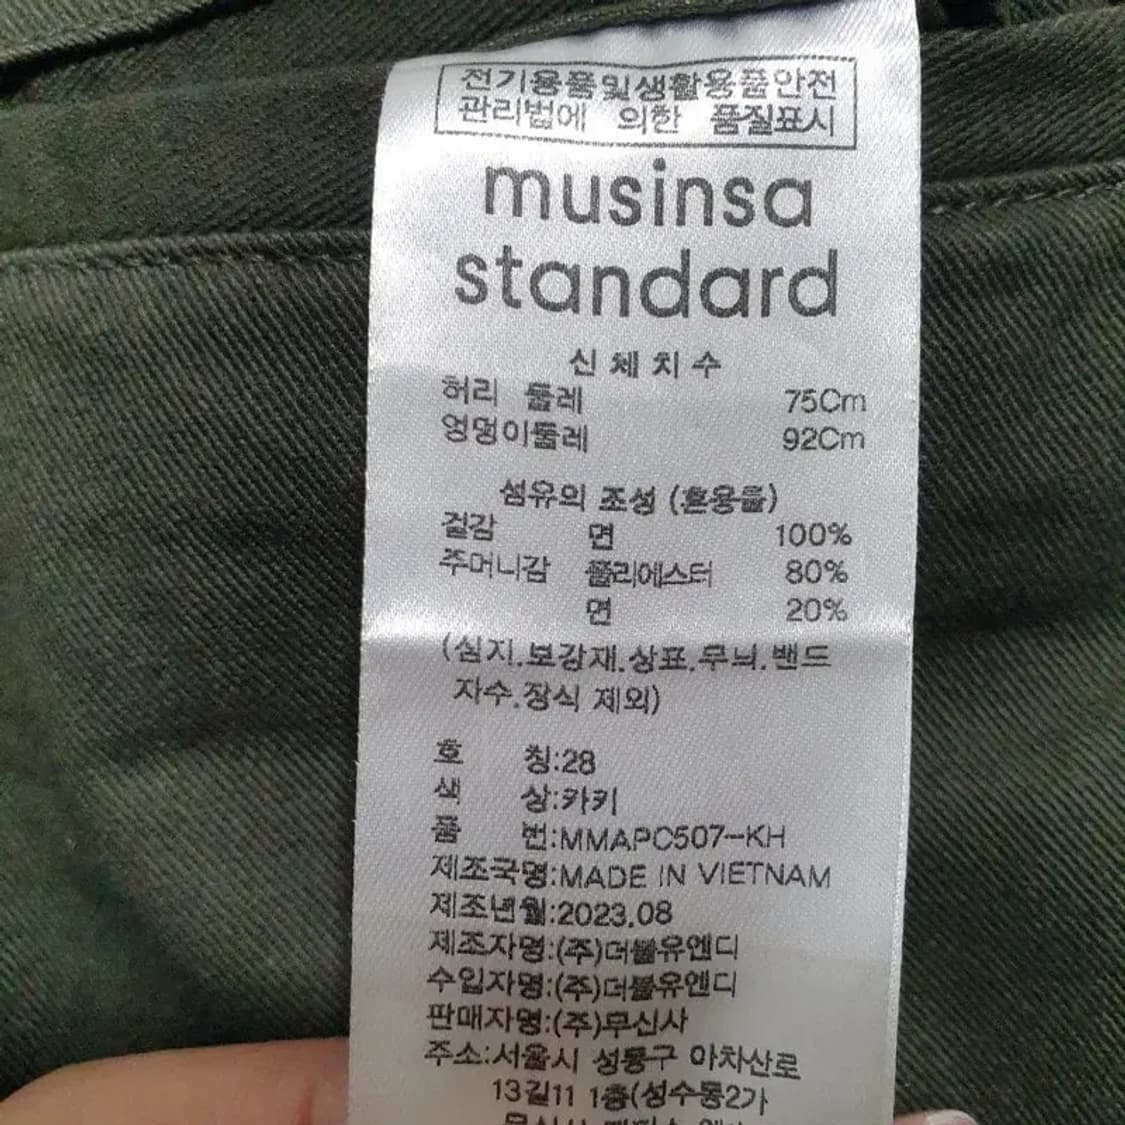 전기용품및생활용품안전
관리법에 의한 품질표시
musinsa
standard
신체치수
허리 둘레 75Cm
엉덩이둘레 92Cm
섬유의 조성 (혼용률)
겉감 면 100%
주머니감 폴리에스터 80%
면 20%
(심지.보강재.상표.무늬.밴드
자수.장식 제외)
호 칭:28
색 상:카키
품 번:MMAPC507-KH
제조국명:MADE IN VIETNAM
제조년월:2023.08
제조자명:(주)더블유앤디
수입자명:(주)더블유앤디
판매자명:(주)무신사
주소:서울시 성동구 아차산로
13길11 1층(성수동2가